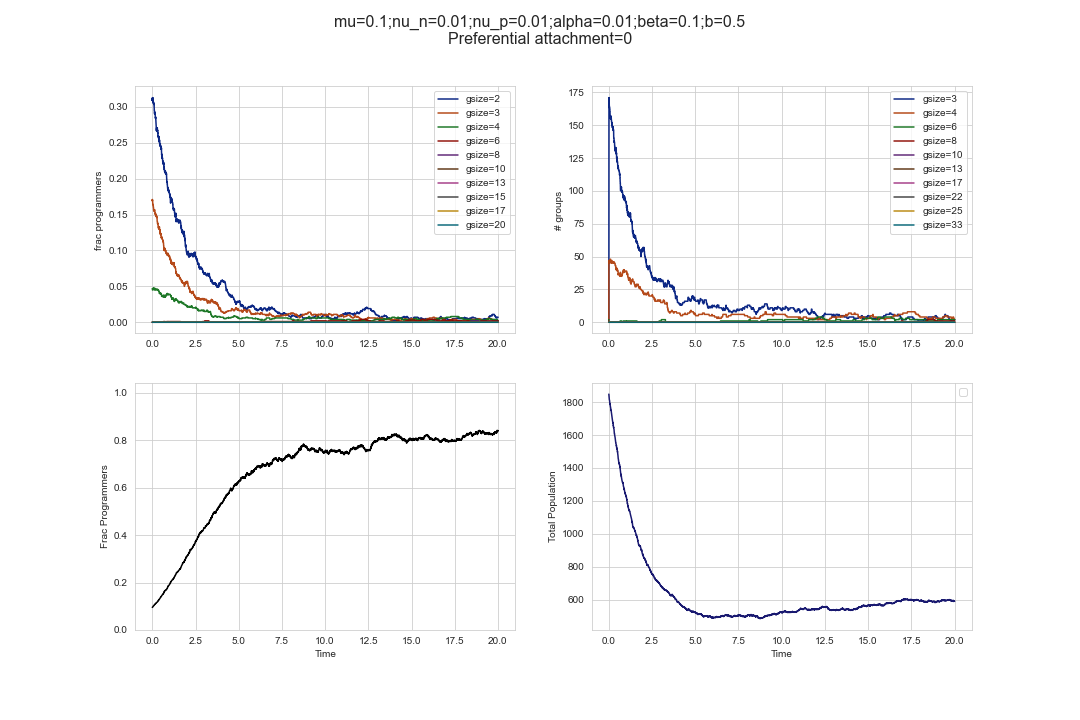 mu=0.1;nu_n=0.01;nu_p=0.01;alpha=0.01;beta=0.1;b=0.5
Preferential attachment=0
frac programmers
0.30
0.25
0.20
0.15
0.10
0.05
0.00
gsize=2
gsize=3
gsize=4
gsize=6
gsize=8
gsize=10
gsize=13
gsize=15
gsize=17
gsize=20
0.0 2.5 5.0 7.5 10.0 12.5 15.0 17.5 20.0
# groups
175
150
125
100
75
50
25
0
gsize=3
gsize=4
gsize=6
gsize=8
gsize=10
gsize=13
gsize=17
gsize=22
gsize=25
gsize=33
0.0 2.5 5.0 7.5 10.0 12.5 15.0 17.5 20.0
Frac Programmers
1.0
0.8
0.6
0.4
0.2
0.0
0.0 2.5 5.0 7.5 10.0 12.5 15.0 17.5 20.0
Time
Total Population
1800
1600
1400
1200
1000
800
600
0.0 2.5 5.0 7.5 10.0 12.5 15.0 17.5 20.0
Time